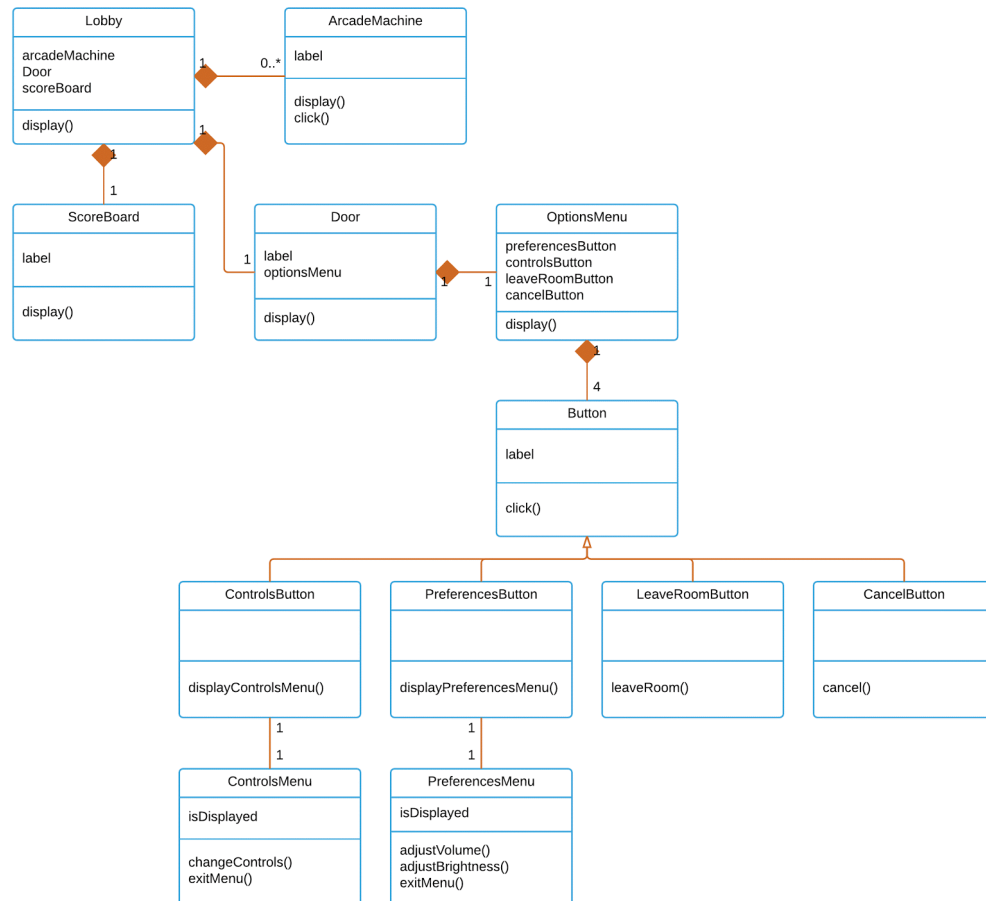 Lobby
arcadeMachine
Door
scoreBoard
display()
1
0..*
ArcadeMachine
label
display()
click()
1
1
1
1
ScoreBoard
label
display()
Door
label
optionsMenu
display()
1
1
OptionsMenu
preferencesButton
controlsButton
leaveRoomButton
cancelButton
display()
1
4
Button
label
click()
ControlsButton
displayControlsMenu()
PreferencesButton
displayPreferencesMenu()
LeaveRoomButton
leaveRoom()
CancelButton
cancel()
1
1
1
1
ControlsMenu
isDisplayed
changeControls()
exitMenu()
PreferencesMenu
isDisplayed
adjustVolume()
adjustBrightness()
exitMenu()